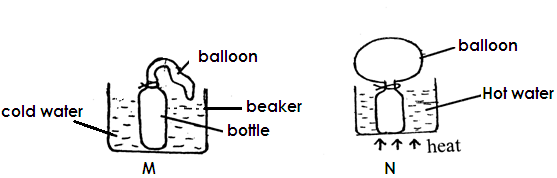 balloon
cold water
beaker
bottle
M
balloon
Hot water
heat
N